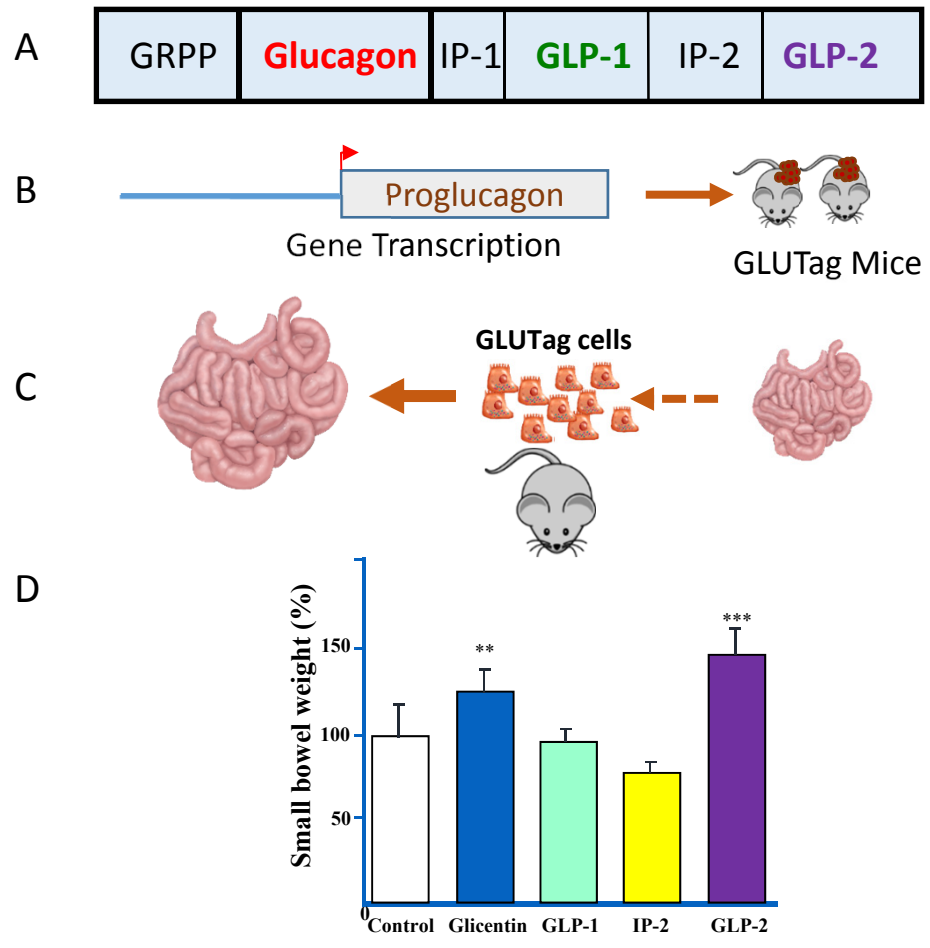 A
GRPP Glucagon IP-1 GLP-1 IP-2 GLP-2
B
Proglucagon
Gene Transcription
GLUTag Mice
C
GLUTag cells
D
Small bowel weight (%)
150
100
50
0
**
***
Control Glicentin GLP-1 IP-2 GLP-2